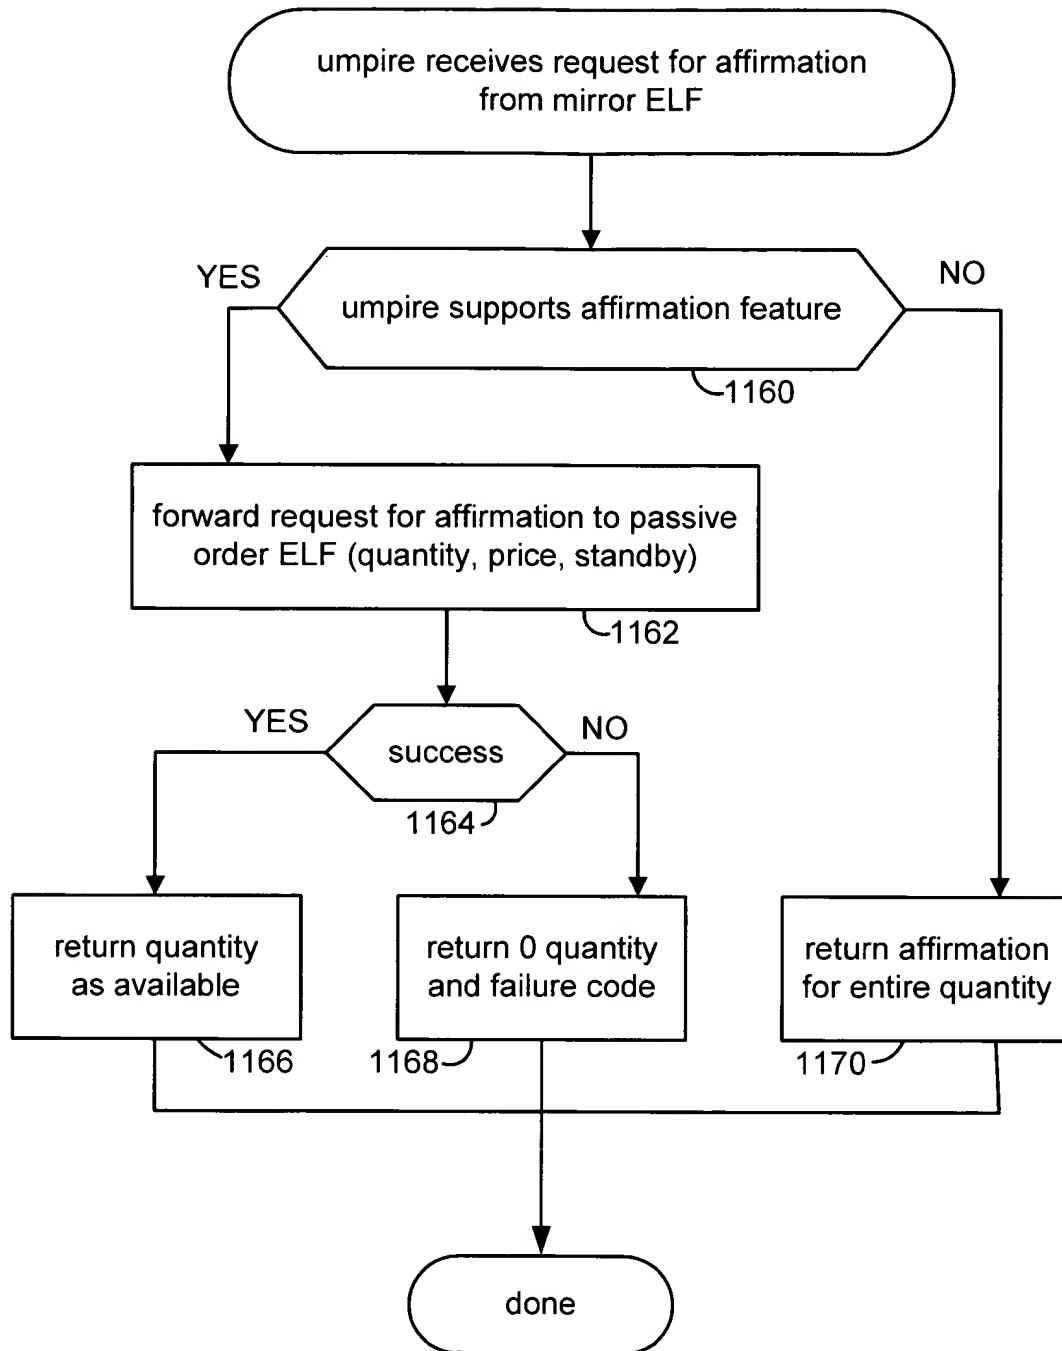 umpire receives request for affirmation
from mirror ELF
YES
NO
umpire supports affirmation feature
1160
forward request for affirmation to passive
order ELF (quantity, price, standby)
1162
YES
NO
success
1164
return quantity
as available
1166
return 0 quantity
and failure code
1168
return affirmation
for entire quantity
1170
done